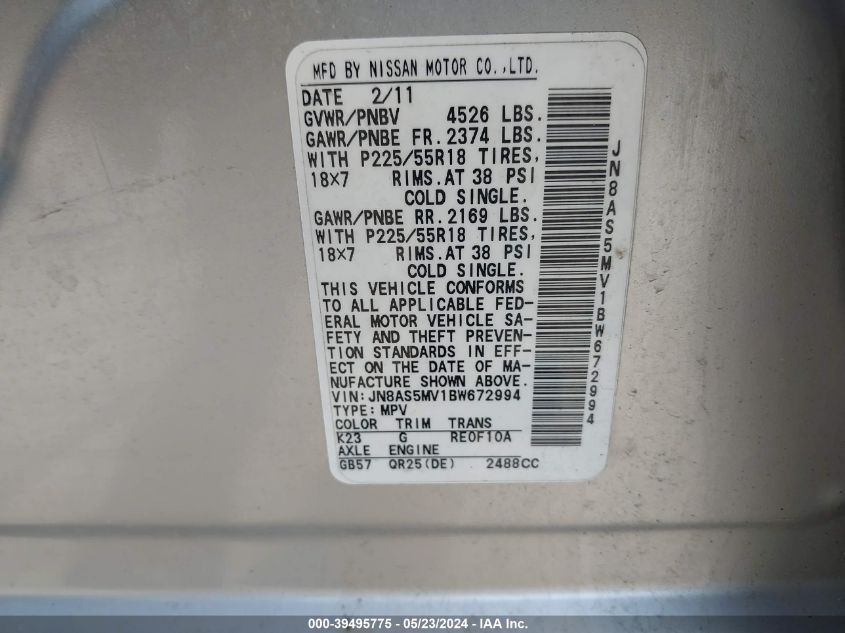 MFD BY NISSAN MOTOR CO.,LTD.
DATE 2/11
GVWR/PNBV 4526 LBS.
GAWR/PNBE FR. 2374 LBS.
WITH P225/55R18 TIRES,
18×7 RIMS. AT 38 PSI
COLD SINGLE.
GAWR/PNBE RR. 2169 LBS.
WITH P225/55R18 TIRES,
18×7 RIMS. AT 38 PSI
COLD SINGLE.
THIS VEHICLE CONFORMS
TO ALL APPLICABLE FED-
ERAL MOTOR VEHICLE SA-
FETY AND THEFT PREVEN-
TION STANDARDS IN EFF-
ECT ON THE DATE OF MA-
NUFACTURE SHOWN ABOVE.
VIN: JN8AS5MV1BW672994
TYPE: MPV
COLOR TRIM TRANS
K23 G RE0F10A
AXLE ENGINE
GB57 QR25(DE) 2488CC
JN8AS5MV1BW672994
000-39495775 - 05/23/2024 - IAA Inc.